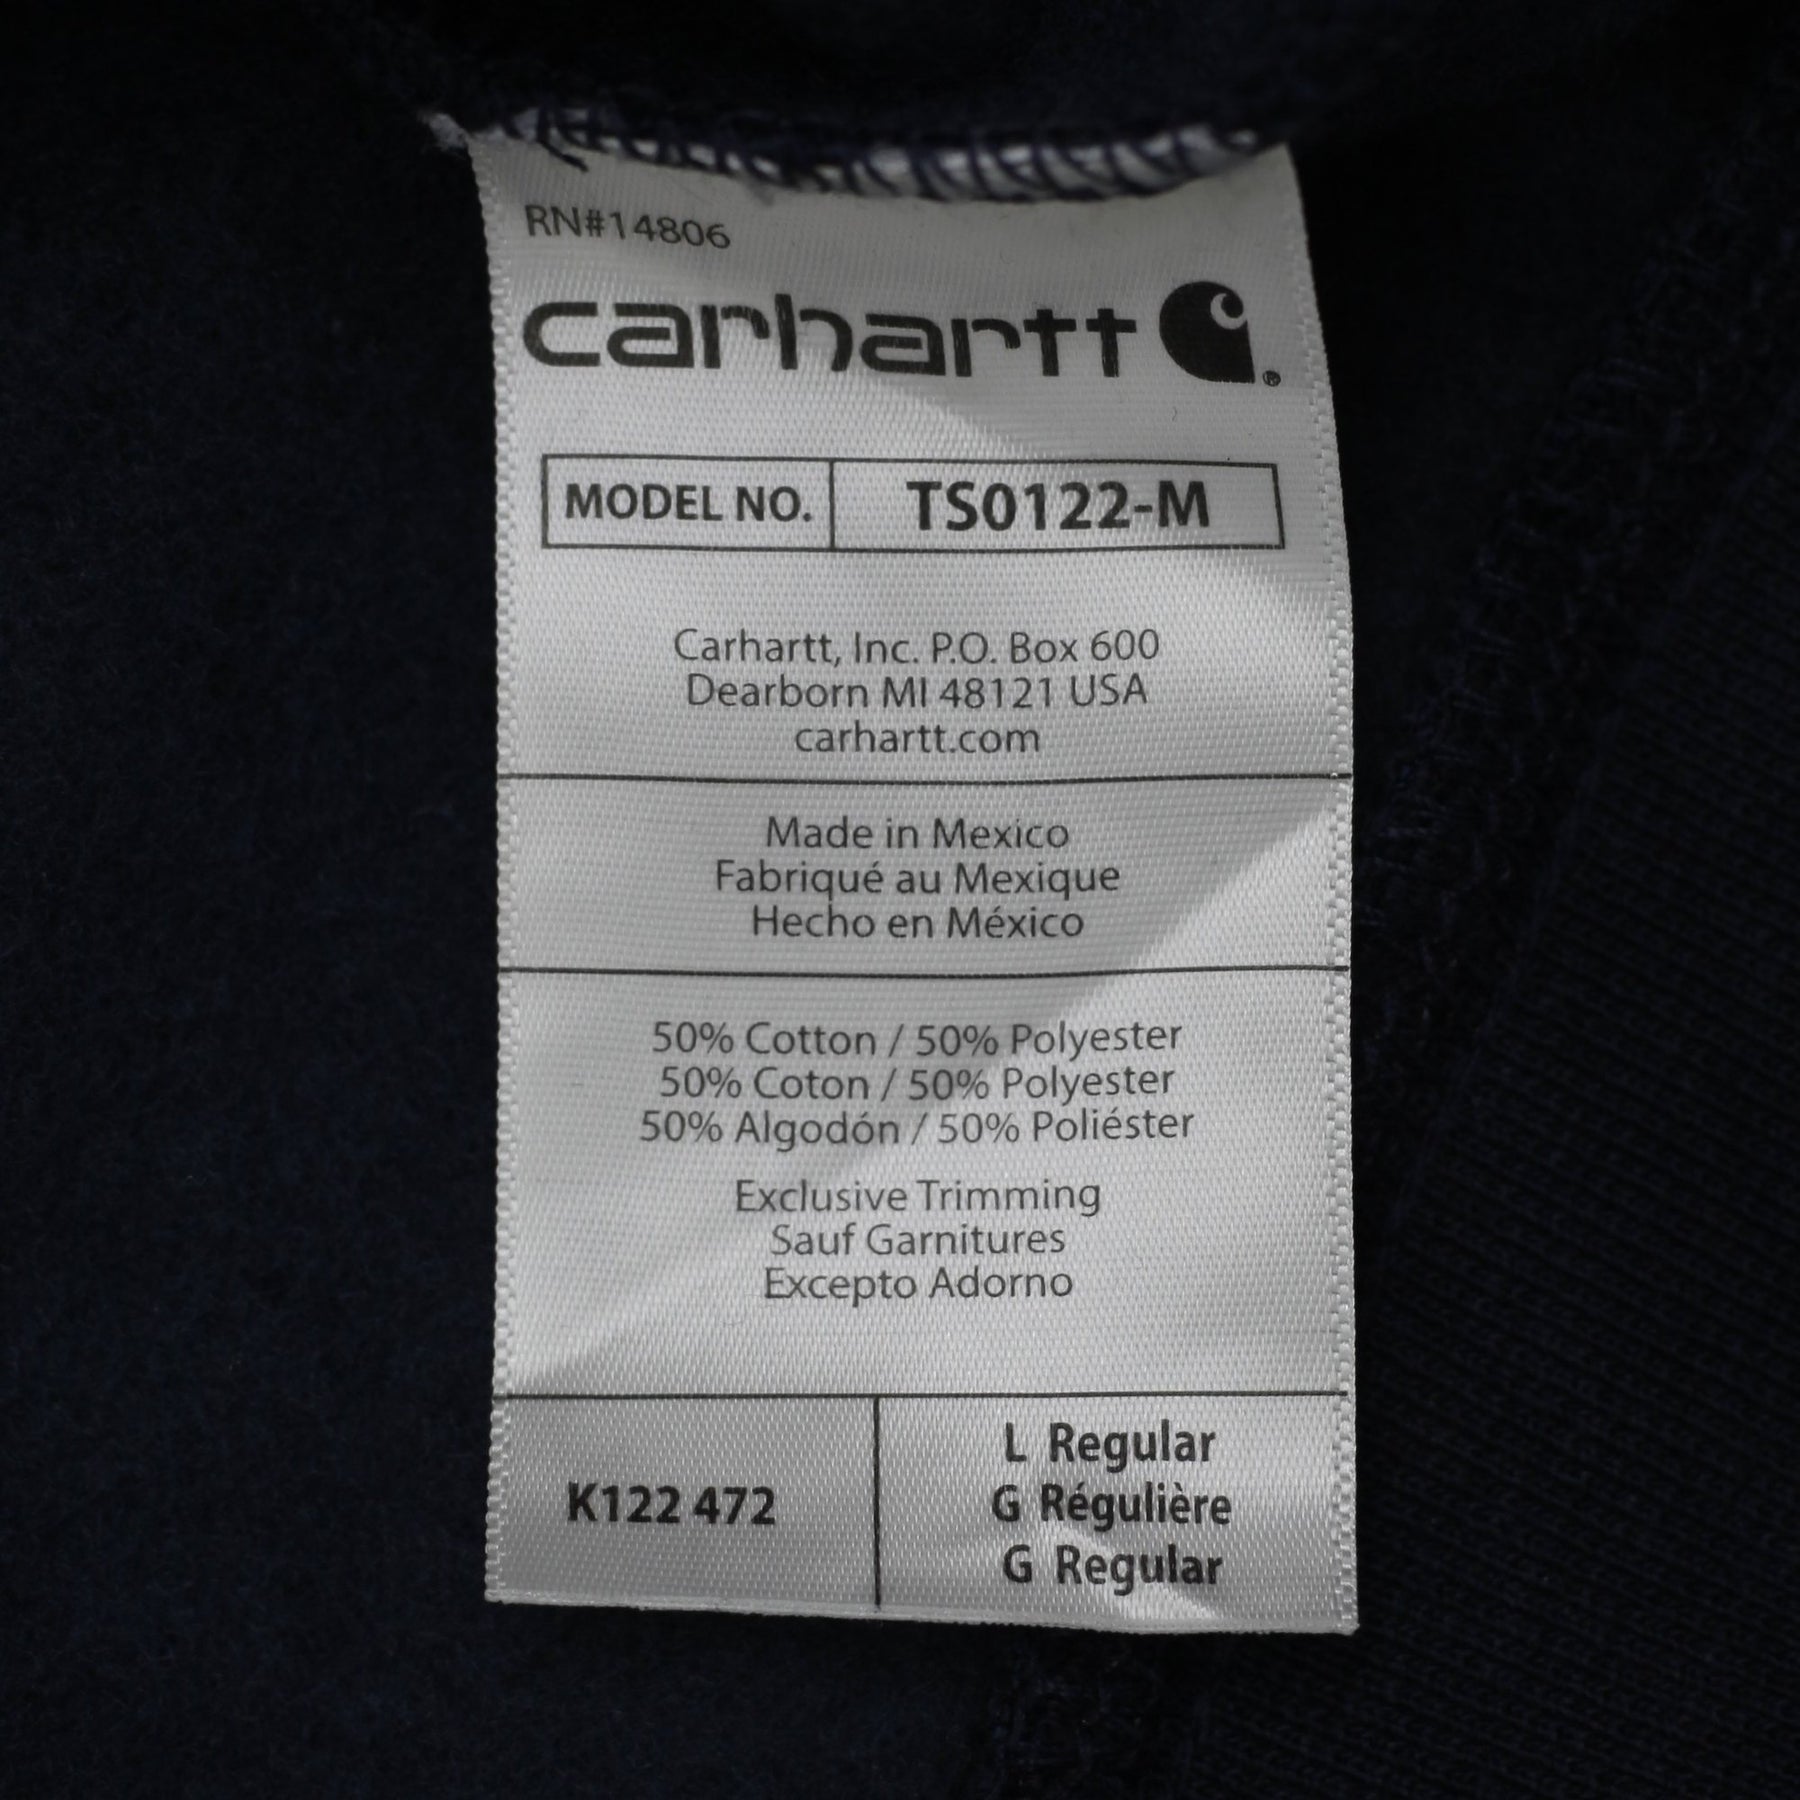 RN#14806
carhartt
MODEL NO. TS0122-M
Carhartt, Inc. P.O. Box 600
Dearborn MI 48121 USA
carhartt.com
Made in Mexico
Fabriqué au Mexique
Hecho en México
50% Cotton / 50% Polyester
50% Coton / 50% Polyester
50% Algodón / 50% Poliéster
Exclusive Trimming
Sauf Garnitures
Excepto Adorno
K122 472
L Regular
G Régulière
G Regular